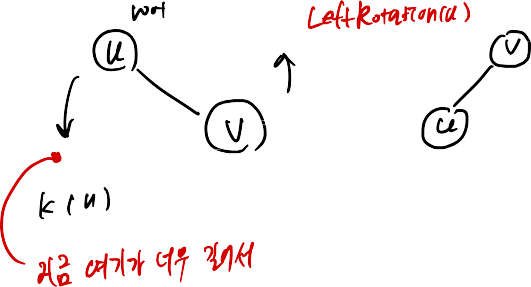 root
LeftRotation(u)
u
v
v
u
k(u)
지금 여기가 너무 길어서